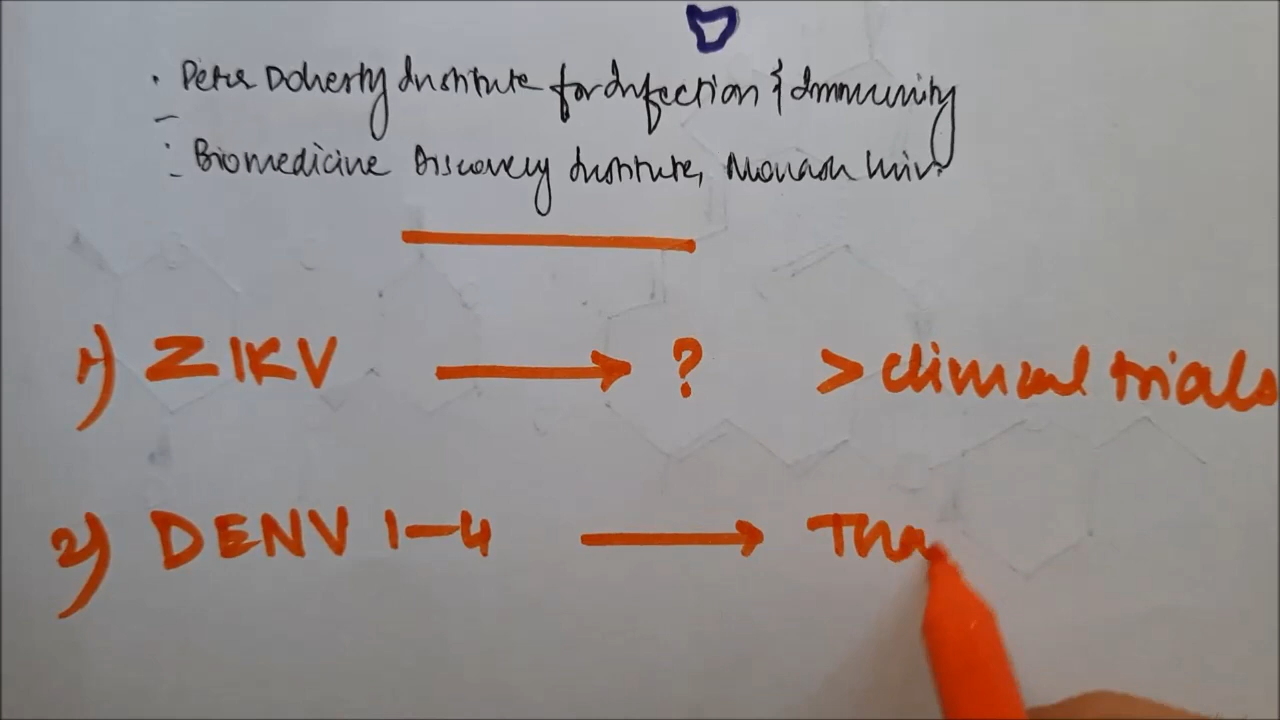 . Peter Doherty Institute for Infection & Immunity
Biomedicine Discovery Institute, Monash Univ.
1) ZIKV → ? > clinical trials
2) DENV 1-4 → Tha